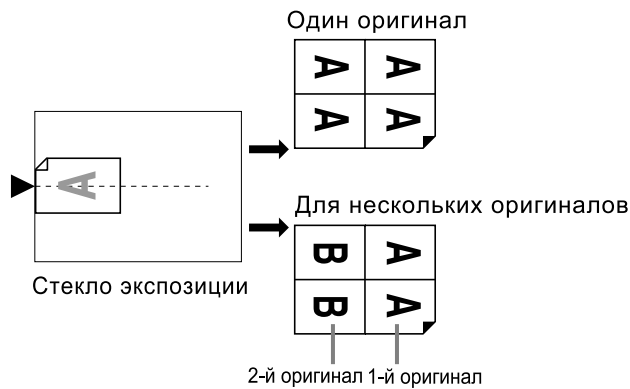 Один оригинал
A A
A A
A
Стекло экспозиции
Для нескольких оригиналов
B A
B A
2-й оригинал 1-й оригинал